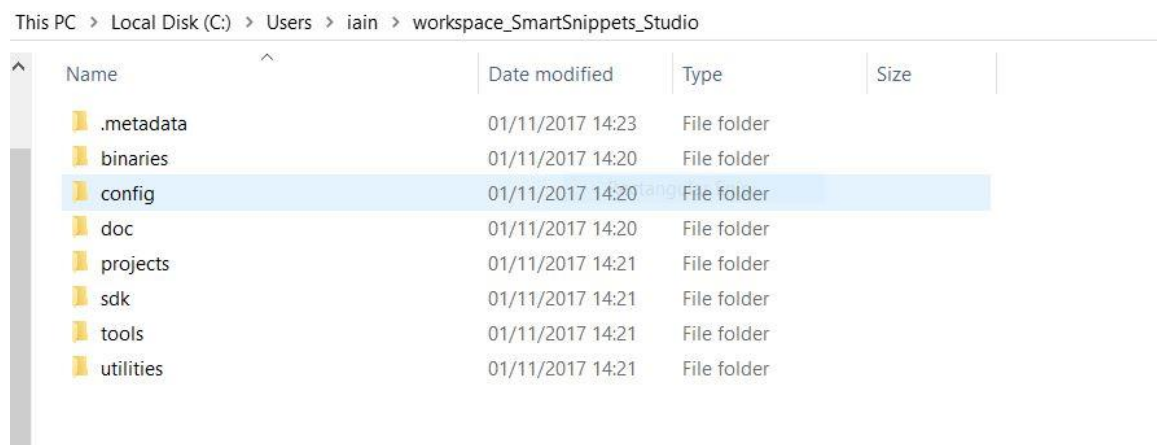 This PC > Local Disk (C:) > Users > iain > workspace_SmartSnippets_Studio
Name Date modified Type Size
.metadata 01/11/2017 14:23 File folder
binaries 01/11/2017 14:20 File folder
config 01/11/2017 14:20 File folder
doc 01/11/2017 14:20 File folder
projects 01/11/2017 14:21 File folder
sdk 01/11/2017 14:21 File folder
tools 01/11/2017 14:21 File folder
utilities 01/11/2017 14:21 File folder